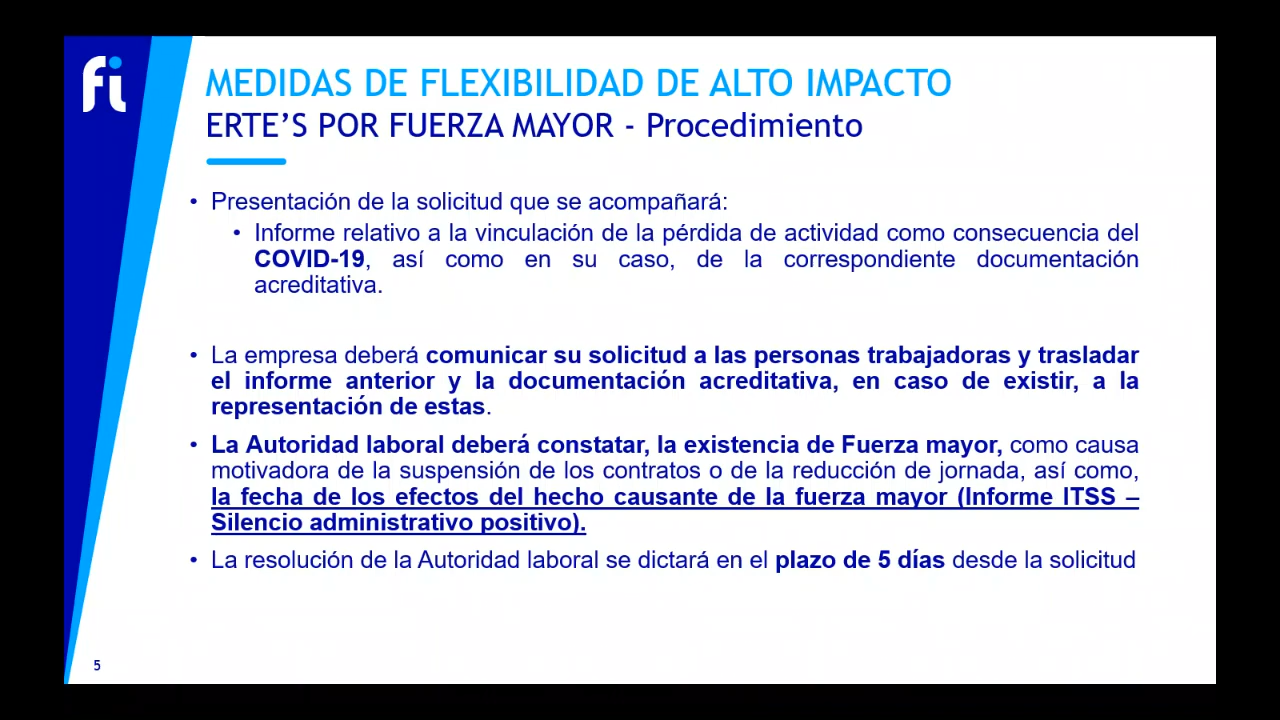 fi
MEDIDAS DE FLEXIBILIDAD DE ALTO IMPACTO
ERTE’S POR FUERZA MAYOR - Procedimiento
• Presentación de la solicitud que se acompañará:
• Informe relativo a la vinculación de la pérdida de actividad como consecuencia del
COVID-19, así como en su caso, de la correspondiente documentación
acreditativa.
• La empresa deberá comunicar su solicitud a las personas trabajadoras y trasladar
el informe anterior y la documentación acreditativa, en caso de existir, a la
representación de estas.
• La Autoridad laboral deberá constatar, la existencia de Fuerza mayor, como causa
motivadora de la suspensión de los contratos o de la reducción de jornada, así como,
la fecha de los efectos del hecho causante de la fuerza mayor (Informe ITSS –
Silencio administrativo positivo).
• La resolución de la Autoridad laboral se dictará en el plazo de 5 días desde la solicitud
5